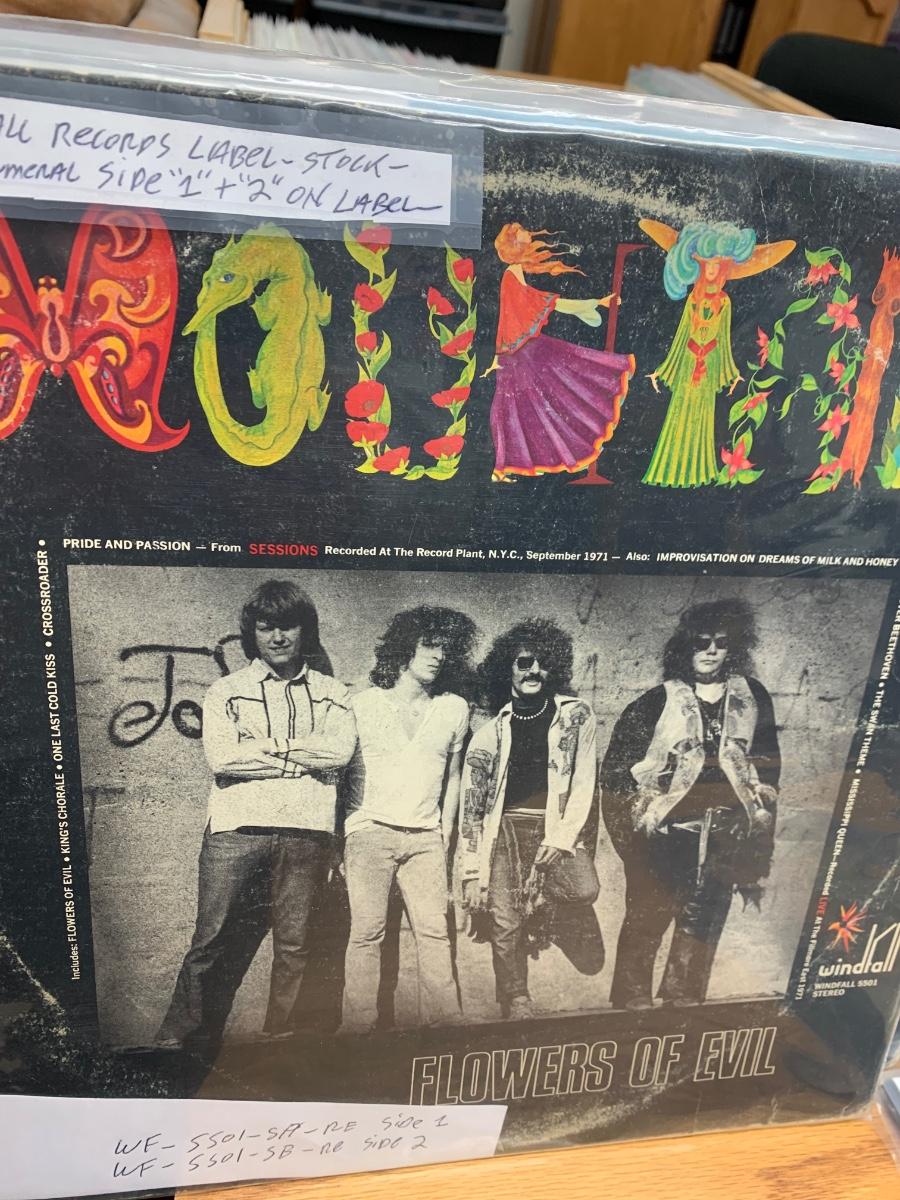 ALL RECORDS LABEL-STOCK-
UMERAL SIDE "1" + "2" ON LABEL
MOUNTAI
PRIDE AND PASSION — From SESSIONS Recorded At The Record Plant, N.Y.C., September 1971 — Also: IMPROVISATION ON DREAMS OF MILK AND HONEY
Includes: FLOWERS OF EVIL • KING'S CHORALE • ONE LAST COLD KISS • CROSSROADER •
BEETHOVEN • THE SWAN THEME • MISSISSIPPI QUEEN—Recorded LIVE At The Fillmore East 1971
Jo
windfall
WINDFALL 5501
STEREO
FLOWERS OF EVIL
WF-5501-SA-RE Side 1
WF-5501-SB-RE SIDE 2